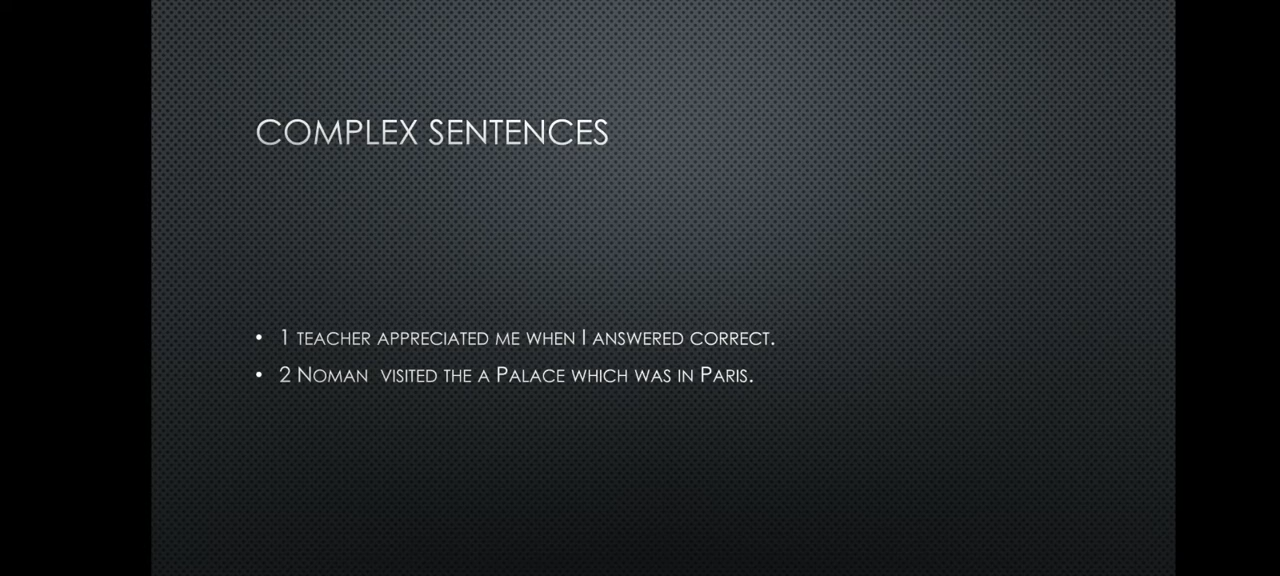 COMPLEX SENTENCES
• 1 TEACHER APPRECIATED ME WHEN I ANSWERED CORRECT.
• 2 NOMAN VISITED THE A PALACE WHICH WAS IN PARIS.